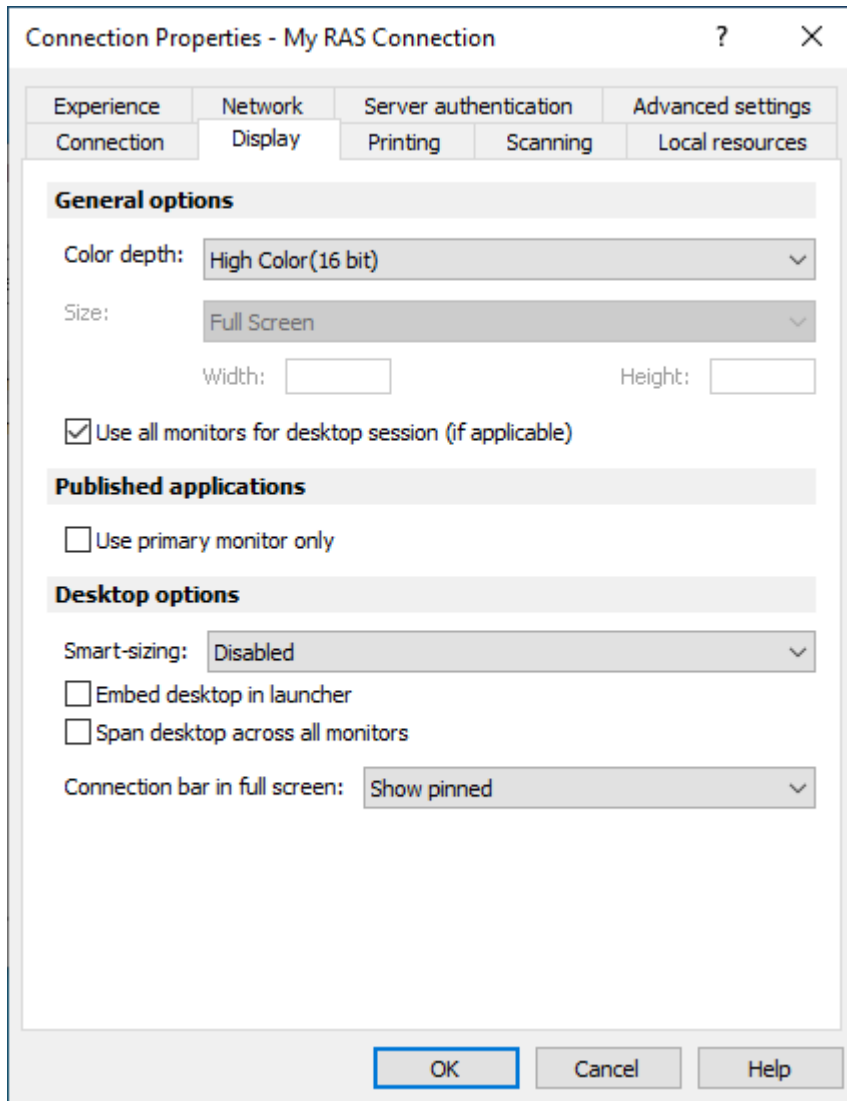 Connection Properties - My RAS Connection ? ×
Experience Network Server authentication Advanced settings
Connection Display Printing Scanning Local resources
General options
Color depth: High Color(16 bit)
Size: Full Screen
Width: Height:
Use all monitors for desktop session (if applicable)
Published applications
Use primary monitor only
Desktop options
Smart-sizing: Disabled
Embed desktop in launcher
Span desktop across all monitors
Connection bar in full screen: Show pinned
OK Cancel Help